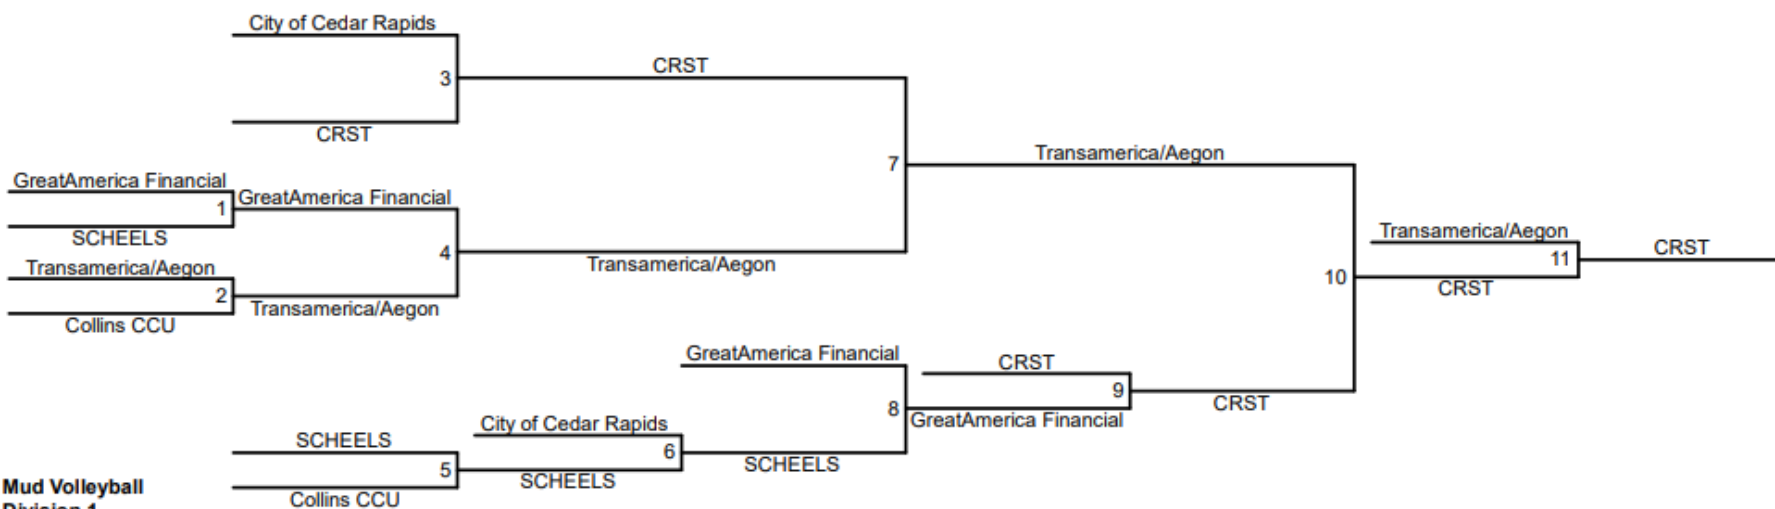 City of Cedar Rapids
3
CRST
CRST
GreatAmerica Financial
1
SCHEELS
GreatAmerica Financial
Transamerica/Aegon
2
Collins CCU
Transamerica/Aegon
4
Transamerica/Aegon
7
Transamerica/Aegon
10
Transamerica/Aegon
11
CRST
CRST
GreatAmerica Financial
8
CRST
9
GreatAmerica Financial
CRST
City of Cedar Rapids
6
SCHEELS
SCHEELS
SCHEELS
5
Collins CCU
Mud Volleyball
Division 1